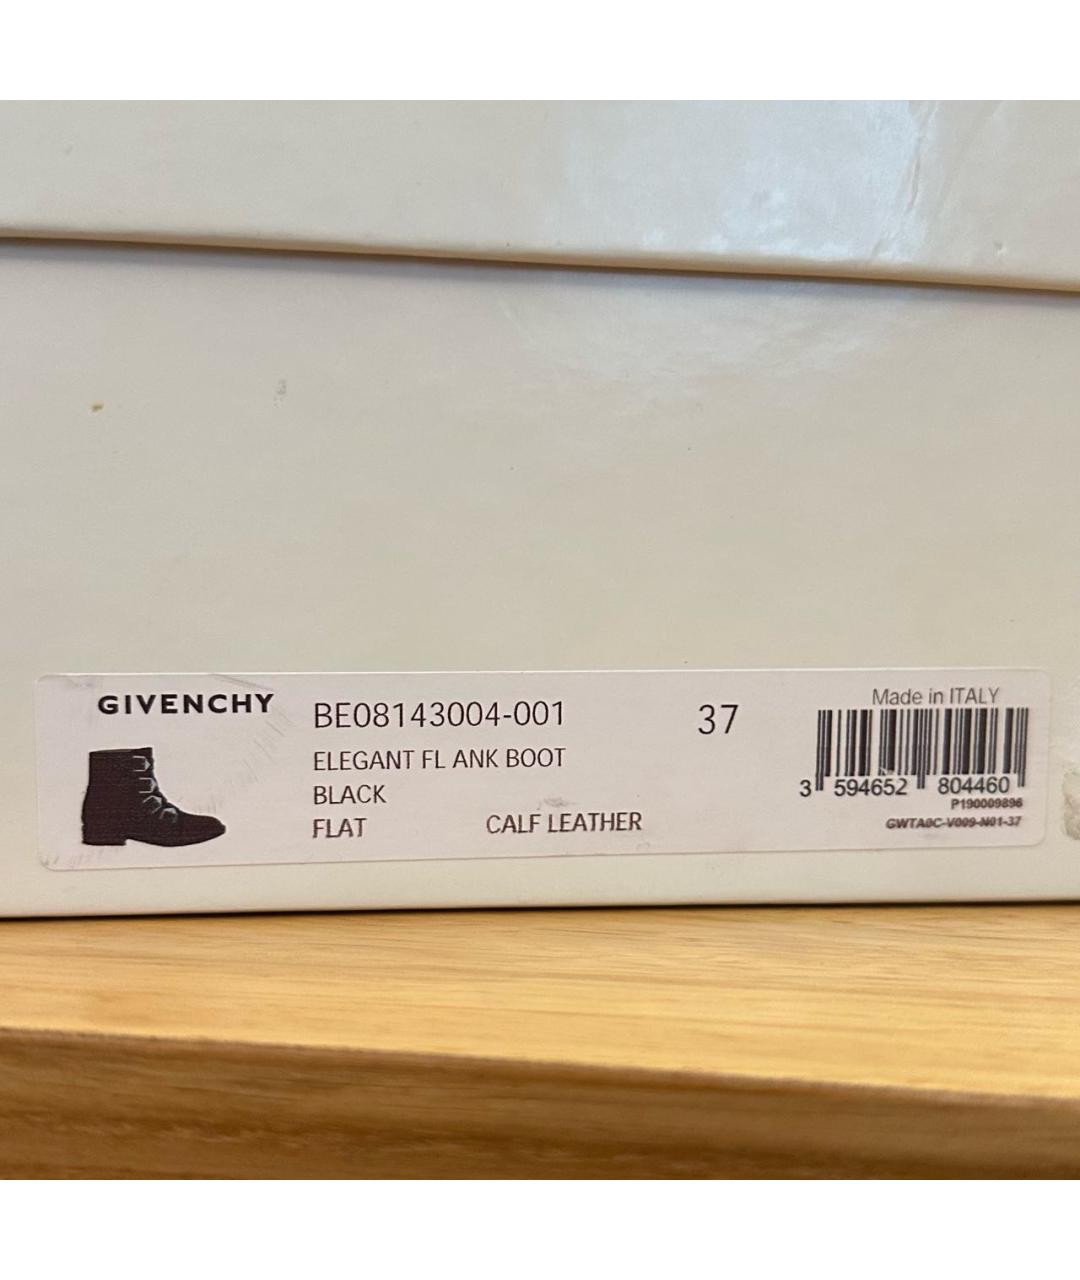 GIVENCHY
BE08143004-001
37
ELEGANT FL ANK BOOT
BLACK
FLAT
CALF LEATHER
Made in ITALY
3 594652 804460
P190009896
GWTA0C-V009-N01-37